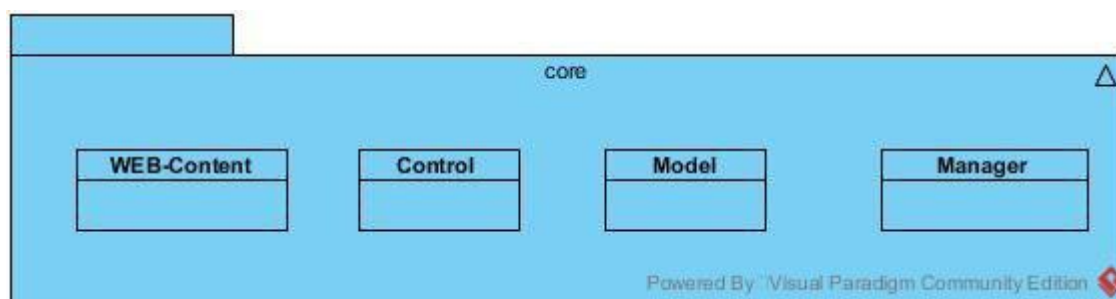 core
WEB-Content Control Model Manager
Powered By Visual Paradigm Community Edition